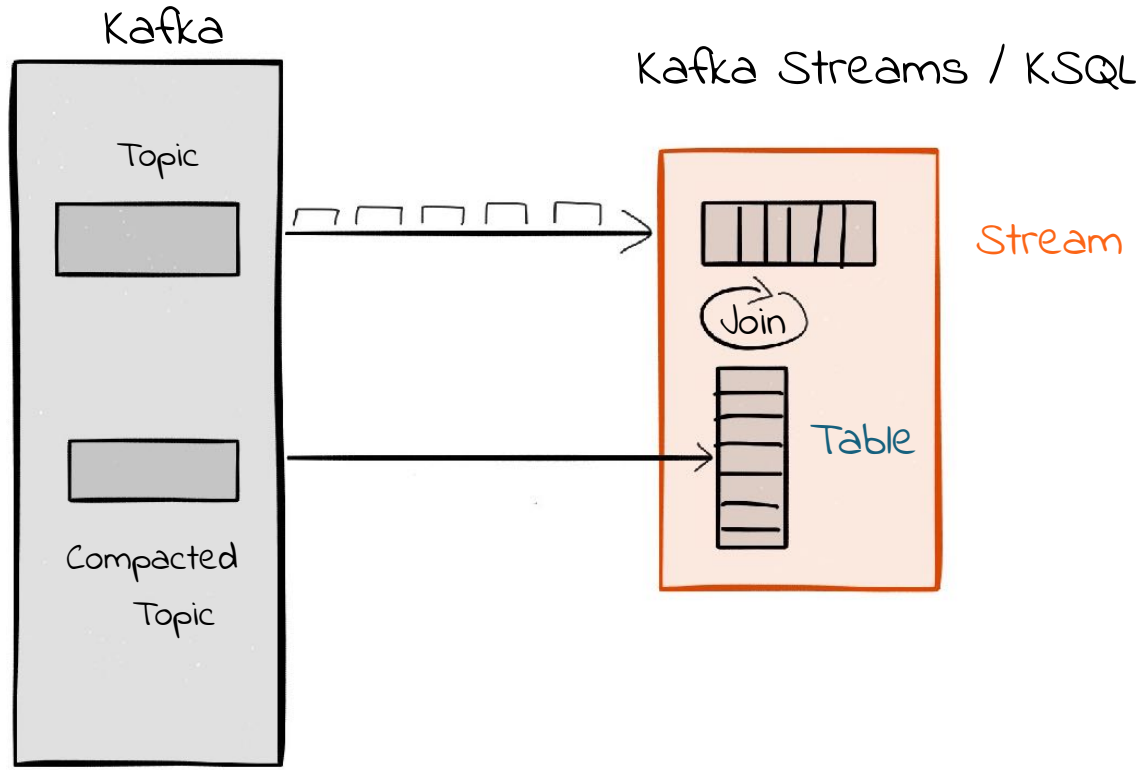 Kafka
Kafka Streams / KSQL
Topic
Stream
Join
Table
Compacted
Topic